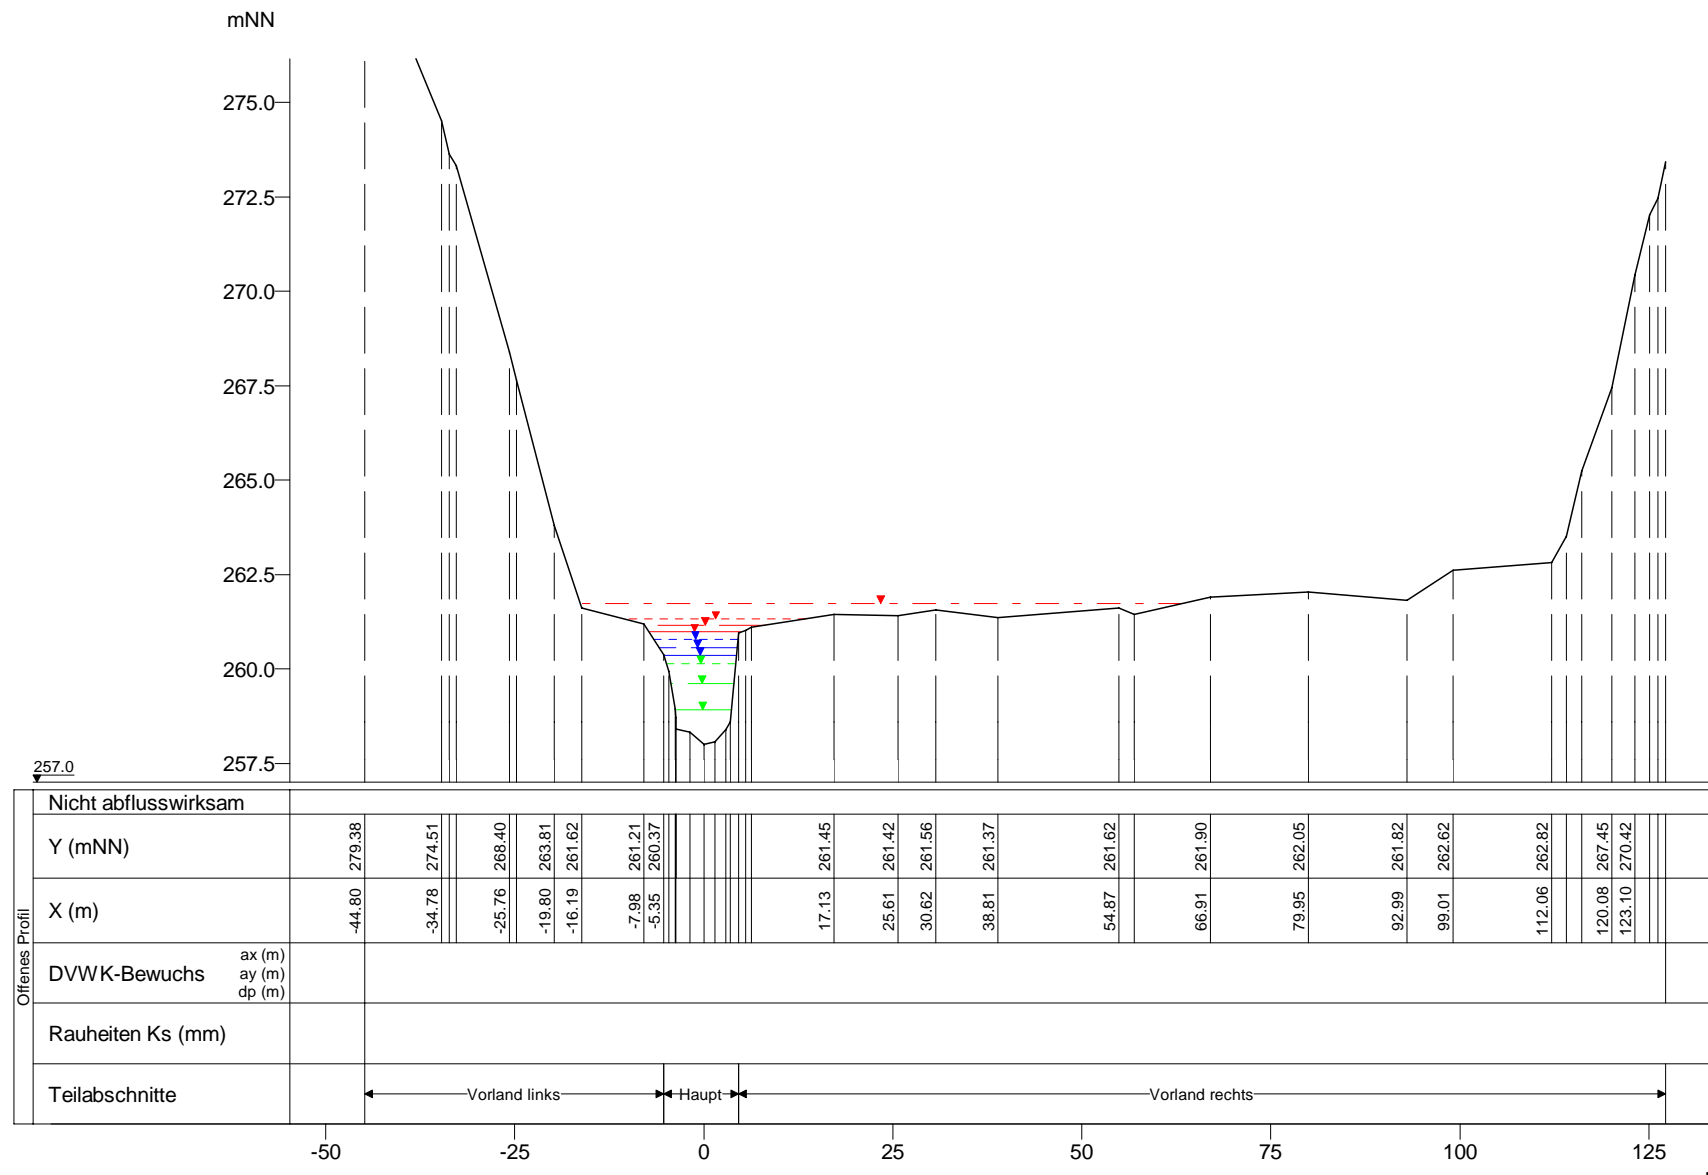 mNN
275.0
272.5
270.0
267.5
265.0
262.5
260.0
257.5
257.0
Offenes Profil
Nicht abflusswirksam
Y (mNN)
279.38 274.51 268.40 263.81 261.62 261.21 260.37 261.45 261.42 261.56 261.37 261.62 261.90 262.05 261.82 262.62 262.82 267.45 270.42
X (m)
-44.80 -34.78 -25.76 -19.80 -16.19 -7.98 -5.35 17.13 25.61 30.62 38.81 54.87 66.91 79.95 92.99 99.01 112.06 120.08 123.10
DVWK-Bewuchs
ax (m)
ay (m)
dp (m)
Rauheiten Ks (mm)
Teilabschnitte
Vorland links Haupt Vorland rechts
-50 -25 0 25 50 75 100 125